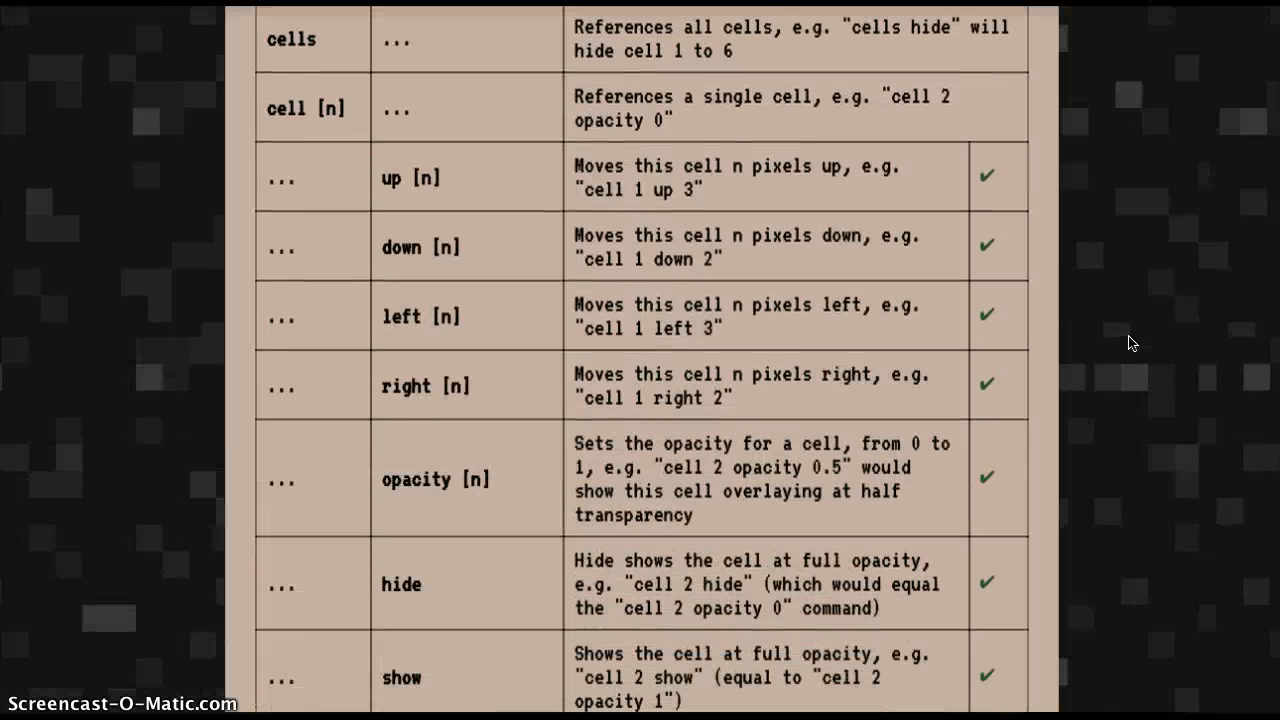 cells ... References all cells, e.g. "cells hide" will
hide cell 1 to 6
cell [n] ... References a single cell, e.g. "cell 2
opacity 0"
... up [n] Moves this cell n pixels up, e.g. ✔
"cell 1 up 3"
... down [n] Moves this cell n pixels down, e.g. ✔
"cell 1 down 2"
... left [n] Moves this cell n pixels left, e.g. ✔
"cell 1 left 3"
... right [n] Moves this cell n pixels right, e.g. ✔
"cell 1 right 2"
... opacity [n] Sets the opacity for a cell, from 0 to ✔
1, e.g. "cell 2 opacity 0.5" would
show this cell overlaying at half
transparency
... hide Hide shows the cell at full opacity, ✔
e.g. "cell 2 hide" (which would equal
the "cell 2 opacity 0" command)
... show Shows the cell at full opacity, e.g. ✔
"cell 2 show" (equal to "cell 2
opacity 1")
Screencast-O-Matic.com